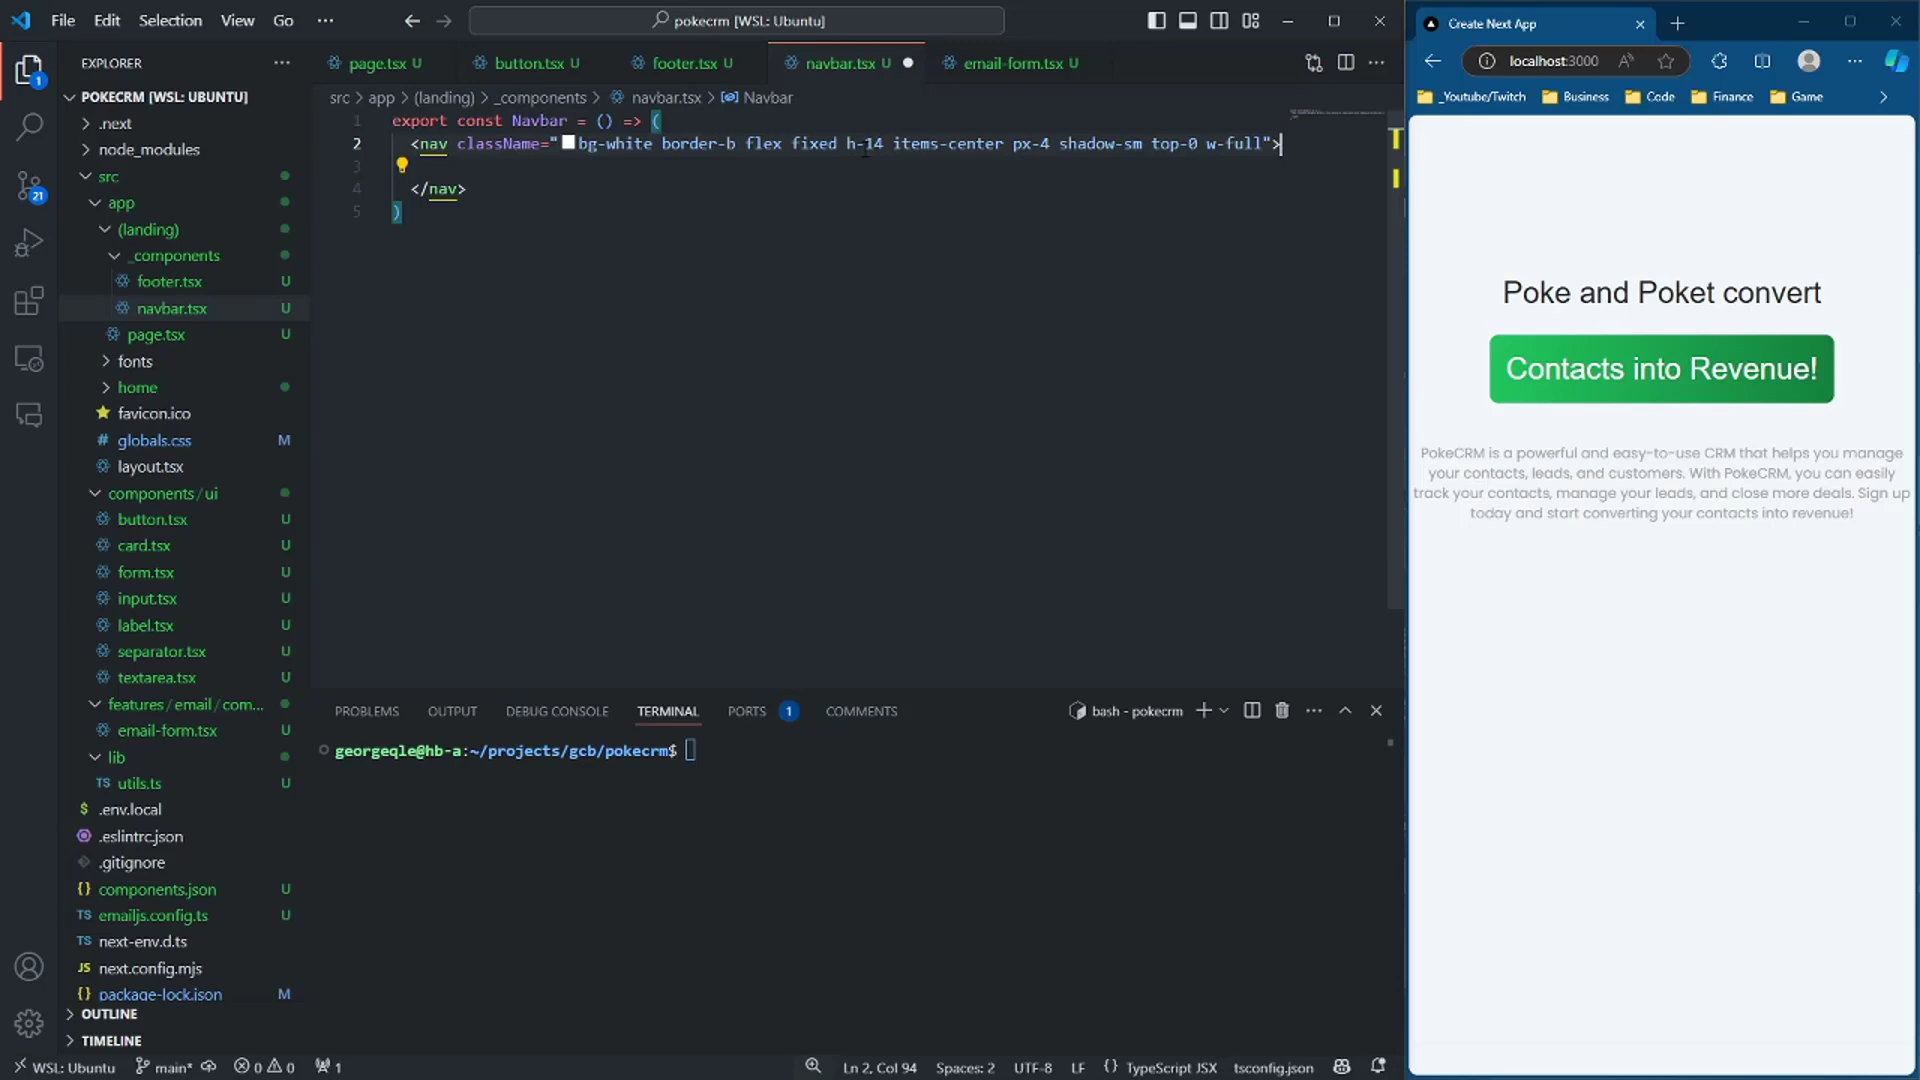 File Edit Selection View Go ··· pokecrm [WSL: Ubuntu]
EXPLORER ···
POKECRM [WSL: UBUNTU]
.next
node_modules
src
app
(landing)
_components
footer.tsx U
navbar.tsx U
page.tsx U
fonts
home
favicon.ico
globals.css M
layout.tsx
components/ui
button.tsx U
card.tsx U
form.tsx U
input.tsx U
label.tsx U
separator.tsx U
textarea.tsx U
features/email/com...
email-form.tsx U
lib
TS utils.ts U
$ .env.local
.eslintrc.json
.gitignore
{} components.json U
TS emailjs.config.ts U
TS next-env.d.ts
JS next.config.mjs
{} package-lock.json M
OUTLINE
TIMELINE
1
21
page.tsx U button.tsx U footer.tsx U navbar.tsx U email-form.tsx U
src > app > (landing) > _components > navbar.tsx > Navbar
1 export const Navbar = () => (
2 <nav className="bg-white border-b flex fixed h-14 items-center px-4 shadow-sm top-0 w-full">
3
4 </nav>
5 )
PROBLEMS OUTPUT DEBUG CONSOLE TERMINAL PORTS 1 COMMENTS
bash - pokecrm
georgeqle@hb-a:~/projects/gcb/pokecrm$
WSL: Ubuntu main* 0 0 1 Ln 2, Col 94 Spaces: 2 UTF-8 LF {} TypeScript JSX tsconfig.json
Create Next App
localhost:3000
_Youtube/Twitch Business Code Finance Game
Poke and Poket convert
Contacts into Revenue!
PokeCRM is a powerful and easy-to-use CRM that helps you manage
your contacts, leads, and customers. With PokeCRM, you can easily
track your contacts, manage your leads, and close more deals. Sign up
today and start converting your contacts into revenue!